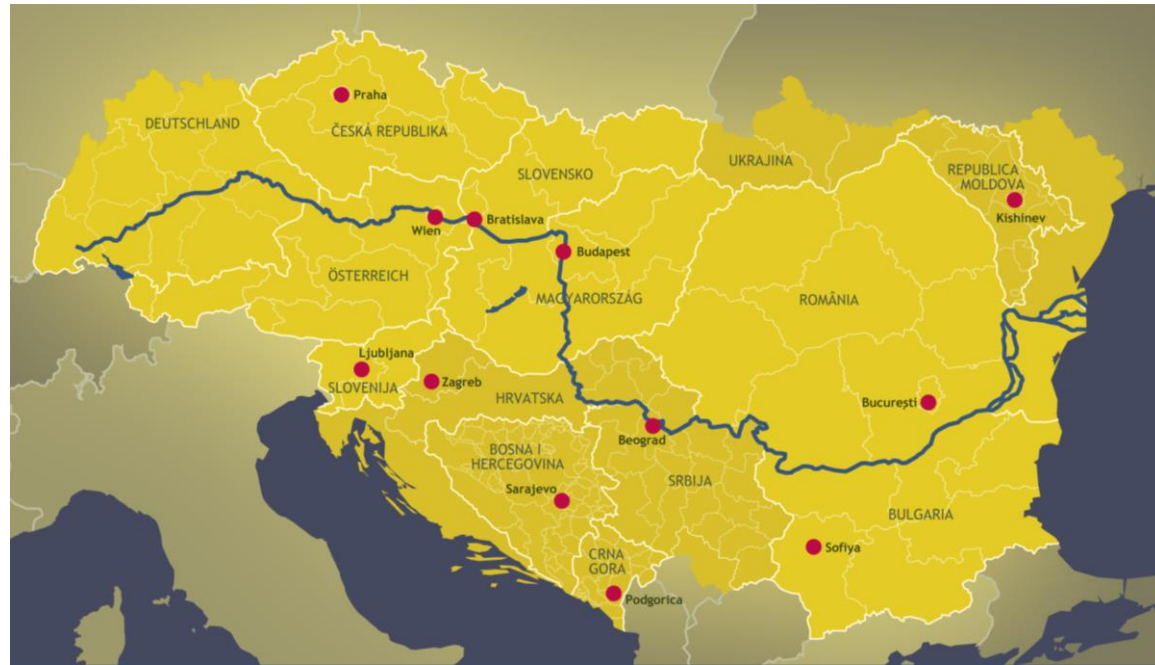 Praha
DEUTSCHLAND
ČESKÁ REPUBLIKA
UKRAJINA
REPUBLICA
MOLDOVA
SLOVENSKO
Kishinev
Wien
Bratislava
Budapest
ÖSTERREICH
MAGYARORSZÁG
ROMÂNIA
Ljubljana
SLOVENIJA
Zagreb
HRVATSKA
București
Beograd
BOSNA I
HERCEGOVINA
SRBIJA
Sarajevo
BULGARIA
Sofiya
CRNA
GORA
Podgorica